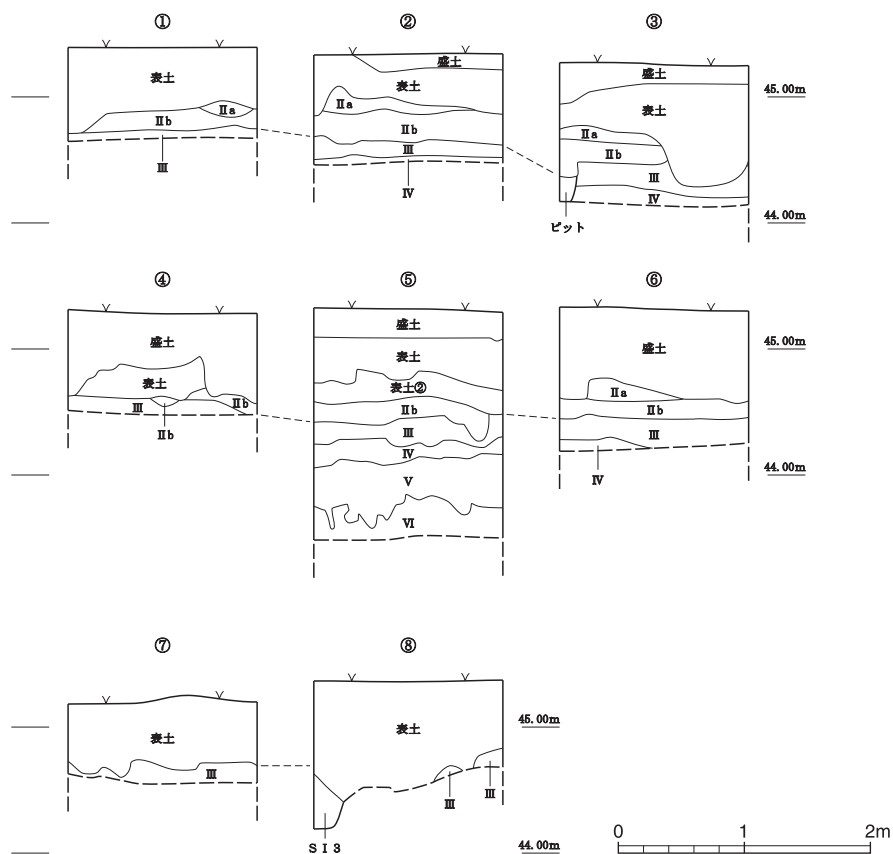 ① ② ③
盛土
表土 表土 盛土
45.00m
表土
Ⅱa Ⅱa Ⅱa
Ⅱb Ⅱb Ⅱb
Ⅲ Ⅲ Ⅲ
Ⅳ Ⅳ
44.00m
ピット
④ ⑤ ⑥
盛土
45.00m
盛土 表土 盛土
表土 表土② Ⅱa
Ⅲ Ⅱb Ⅱb Ⅱb
Ⅱb Ⅲ Ⅲ
Ⅳ Ⅳ
44.00m
Ⅴ
Ⅵ
⑦ ⑧
45.00m
表土 表土
Ⅲ Ⅲ Ⅲ
SI3
44.00m
0 1 2m